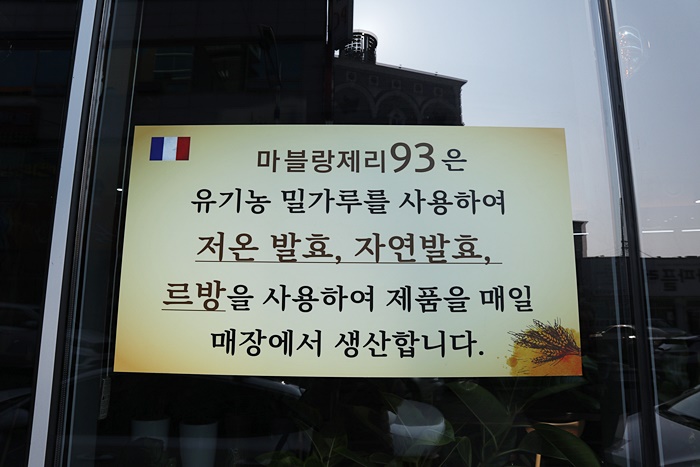 마블랑제리93은
유기농 밀가루를 사용하여
저온 발효, 자연발효,
르방을 사용하여 제품을 매일
매장에서 생산합니다.